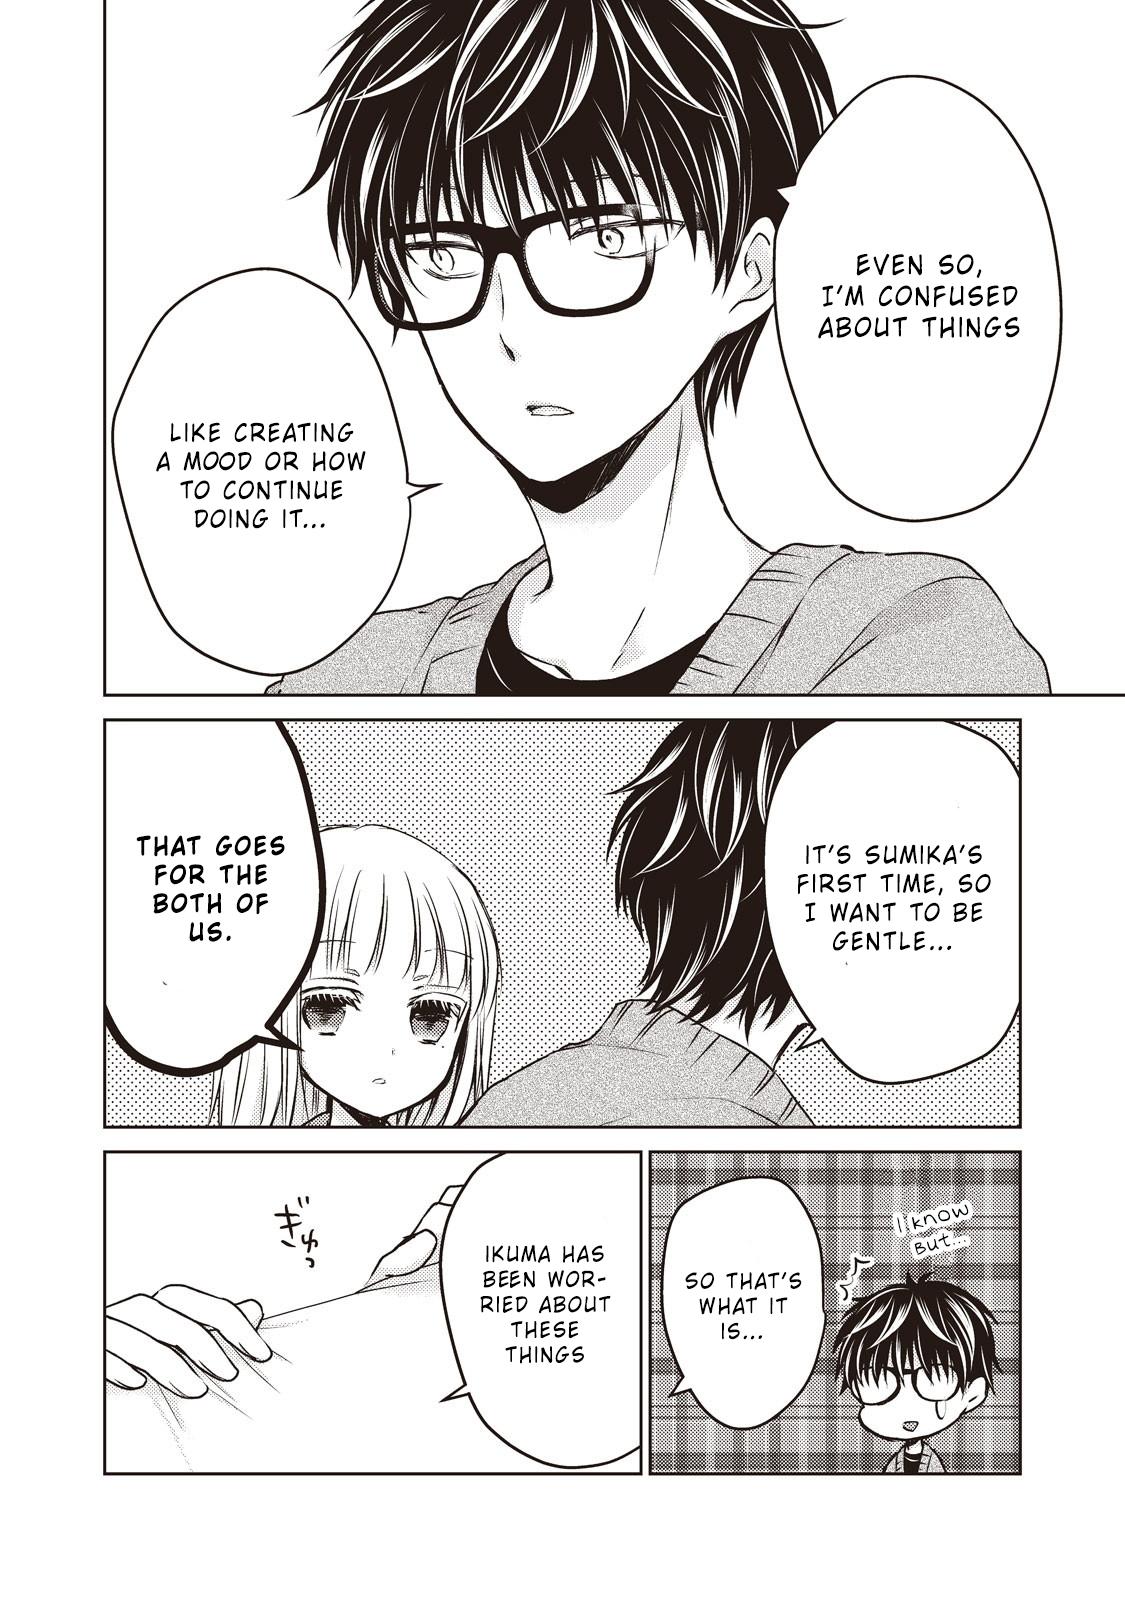 EVEN SO,
I'M CONFUSED
ABOUT THINGS
LIKE CREATING
A MOOD OR HOW
TO CONTINUE
DOING IT...
IT'S SUMIKA'S
FIRST TIME, SO
I WANT TO BE
GENTLE...
THAT GOES
FOR THE
BOTH OF
US.
I know
But...
SO THAT'S
WHAT IT
IS...
IKUMA HAS
BEEN WOR-
RIED ABOUT
THESE
THINGS
ぎゅっ